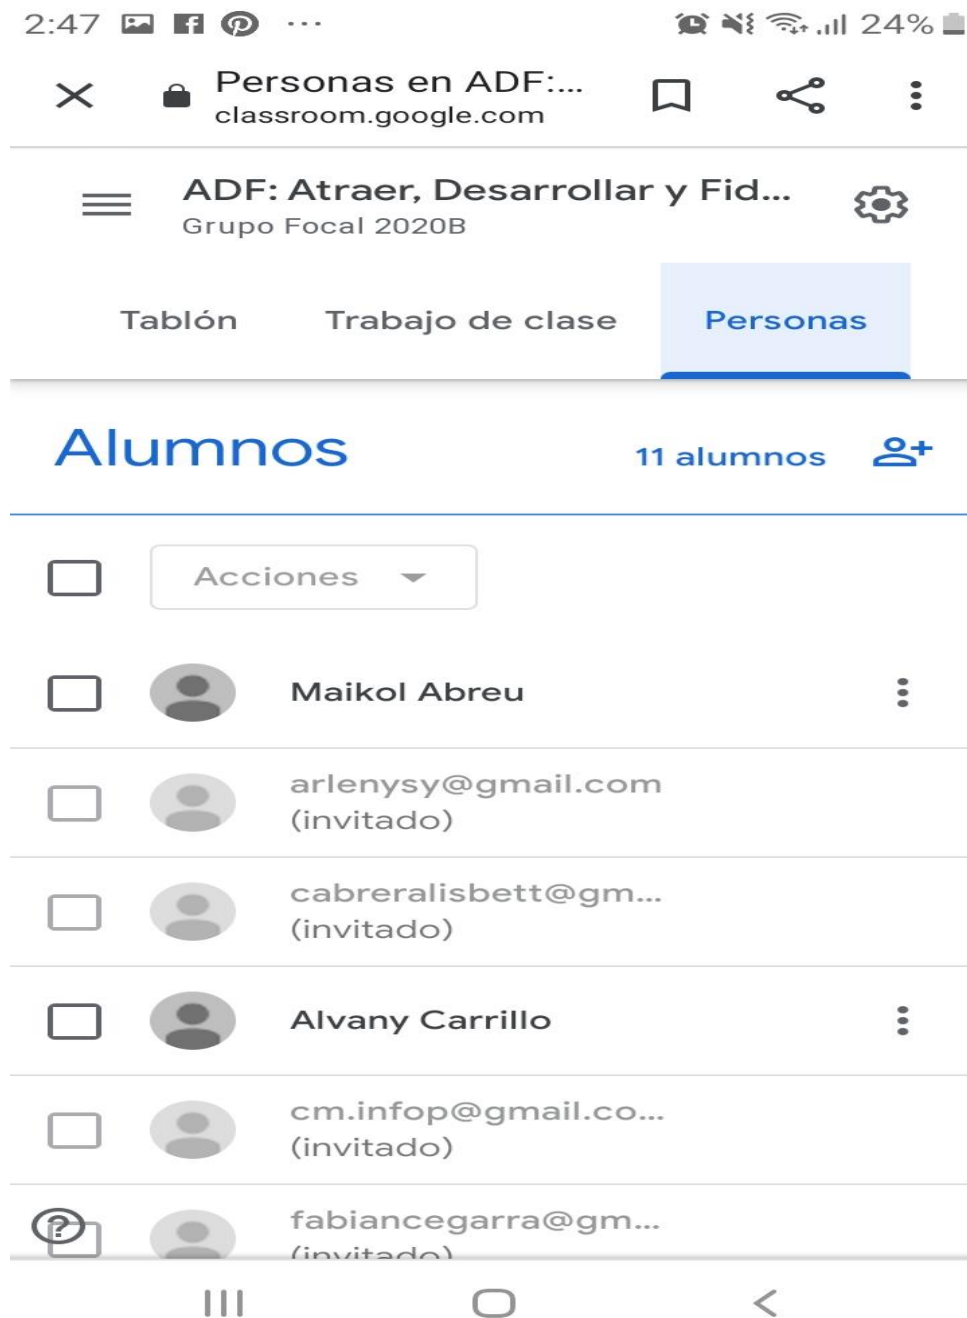 2:47 24%
Personas en ADF:...
classroom.google.com
ADF: Atraer, Desarrollar y Fid...
Grupo Focal 2020B
Tablón Trabajo de clase Personas
Alumnos 11 alumnos
Acciones
Maikol Abreu
arlenysy@gmail.com
(invitado)
cabreralisbett@gm...
(invitado)
Alvany Carrillo
cm.infop@gmail.co...
(invitado)
fabiancegarra@gm...
(invitado)